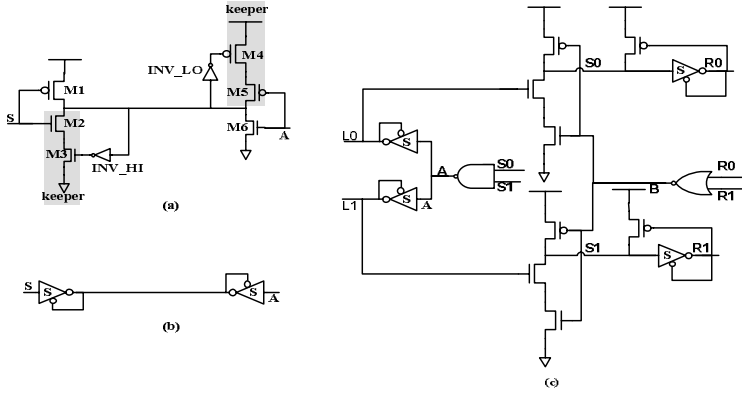 keeper
M4
INV_LO
M1
M5
S
M2
M6
A
M3
INV_HI
keeper
(a)
S
S
S
A
(b)
S0
S
R0
L0
S
A
S0
S1
L1
S
A
R0
R1
B
S1
S
R1
(c)